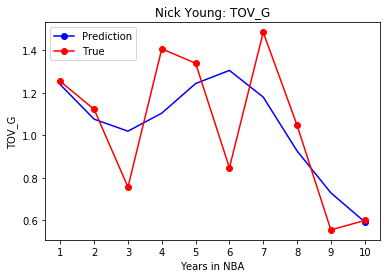 Nick Young: TOV_G
Prediction
True
1.4
1.2
1.0
0.8
0.6
TOV_G
1 2 3 4 5 6 7 8 9 10
Years in NBA